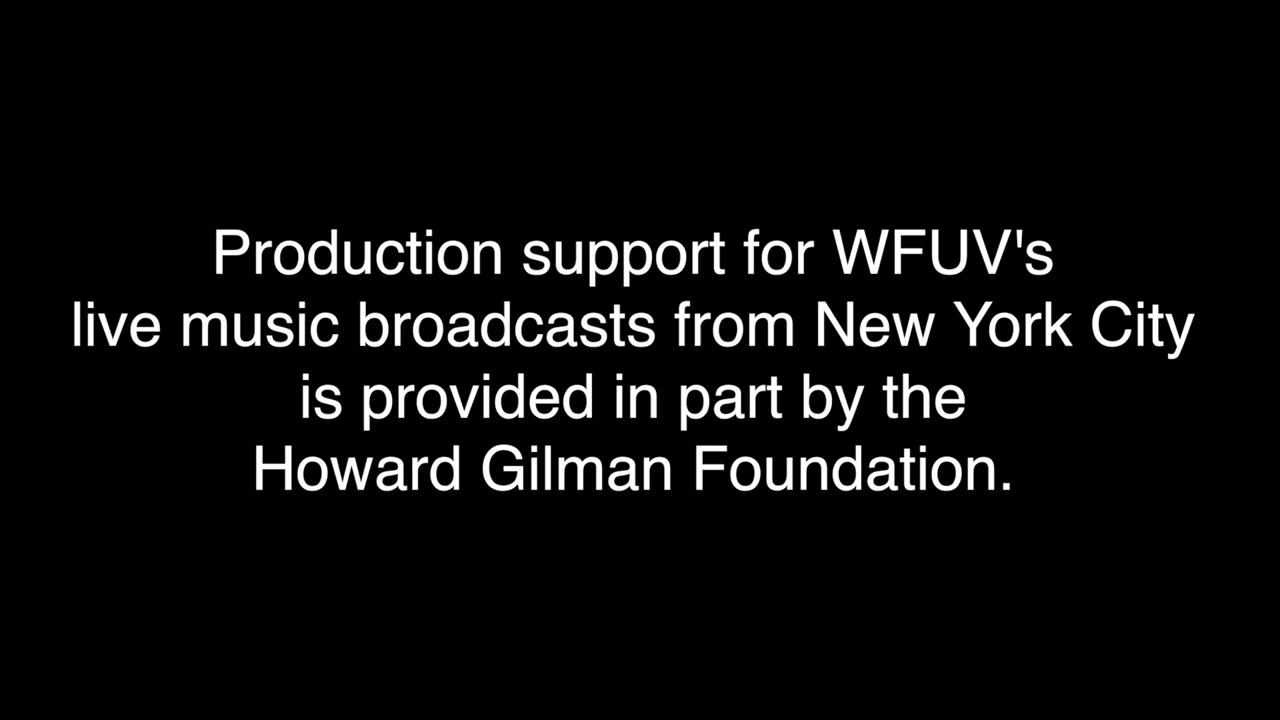 Production support for WFUV's
live music broadcasts from New York City
is provided in part by the
Howard Gilman Foundation.